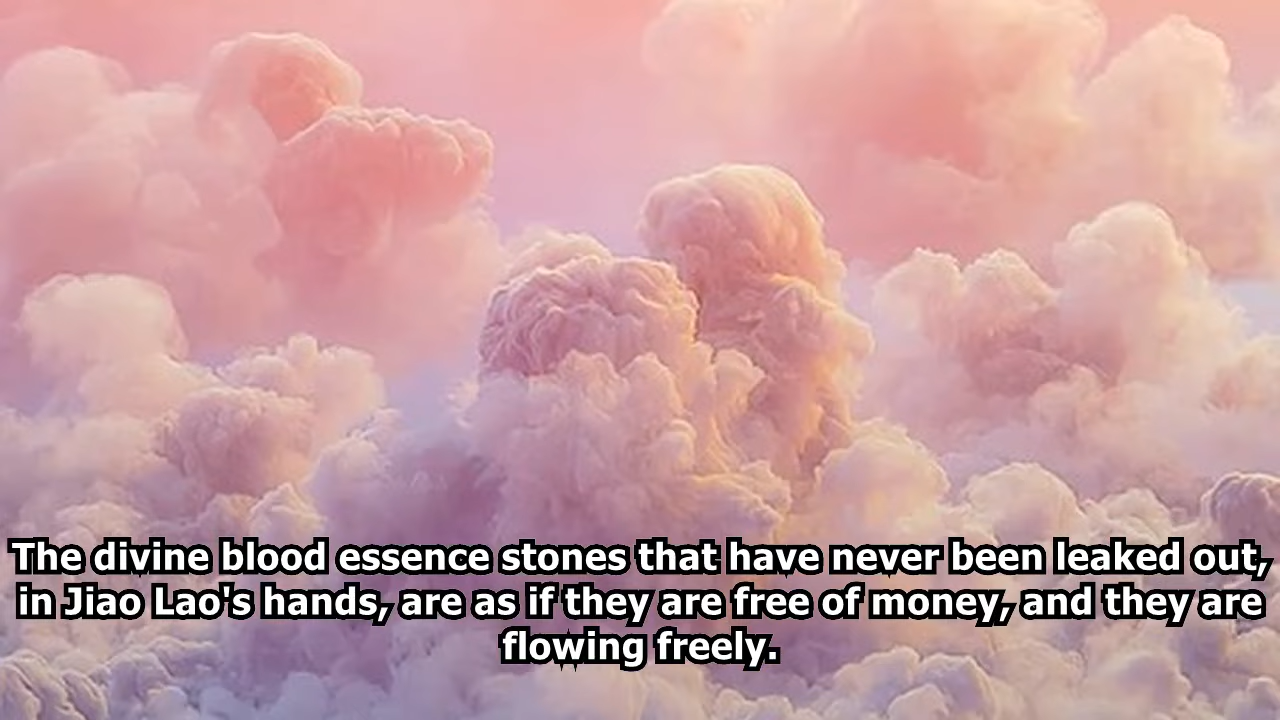 The divine blood essence stones that have never been leaked out,
in Jiao Lao's hands, are as if they are free of money, and they are
flowing freely.